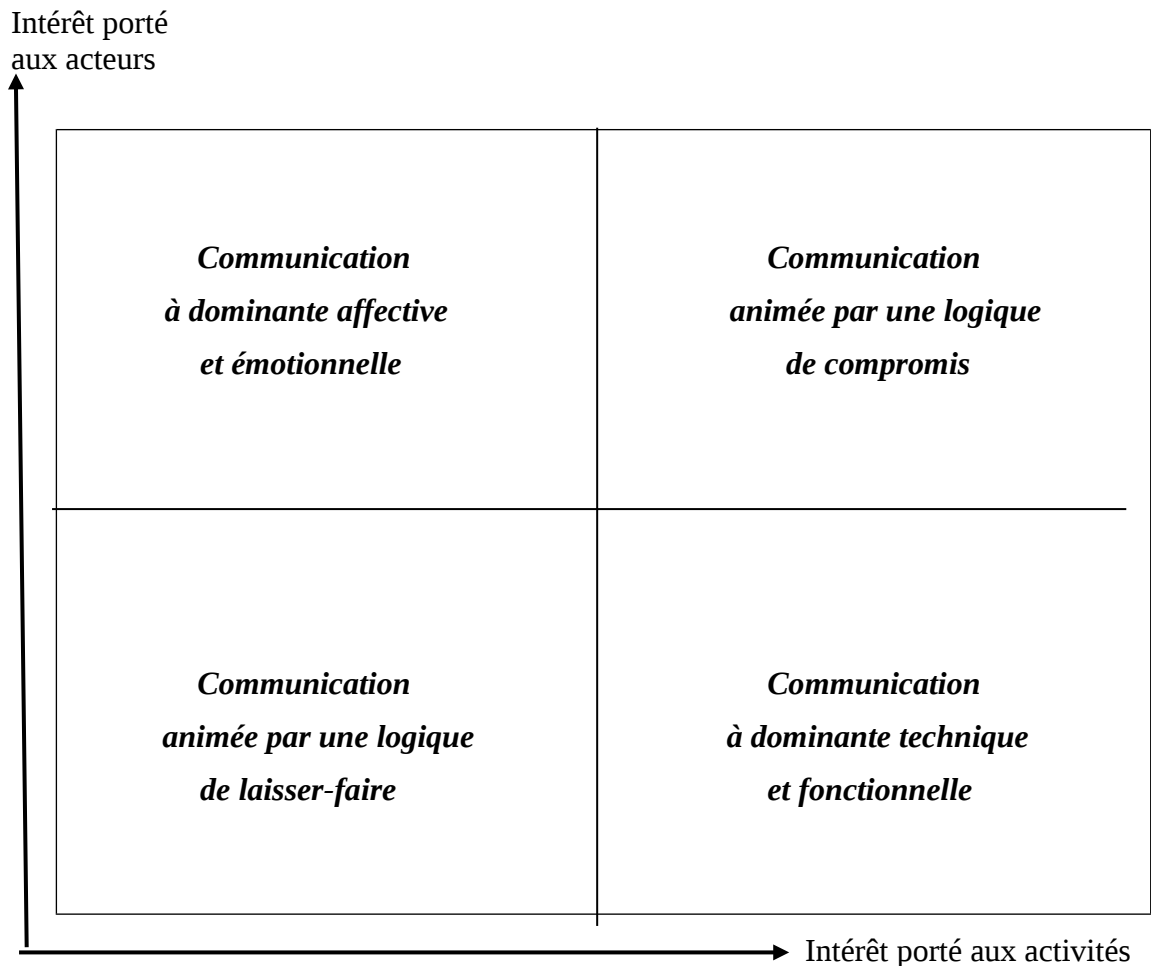 Intérêt porté
aux acteurs
Communication
à dominante affective
et émotionnelle
Communication
animée par une logique
de compromis
Communication
animée par une logique
de laisser-faire
Communication
à dominante technique
et fonctionnelle
Intérêt porté aux activités